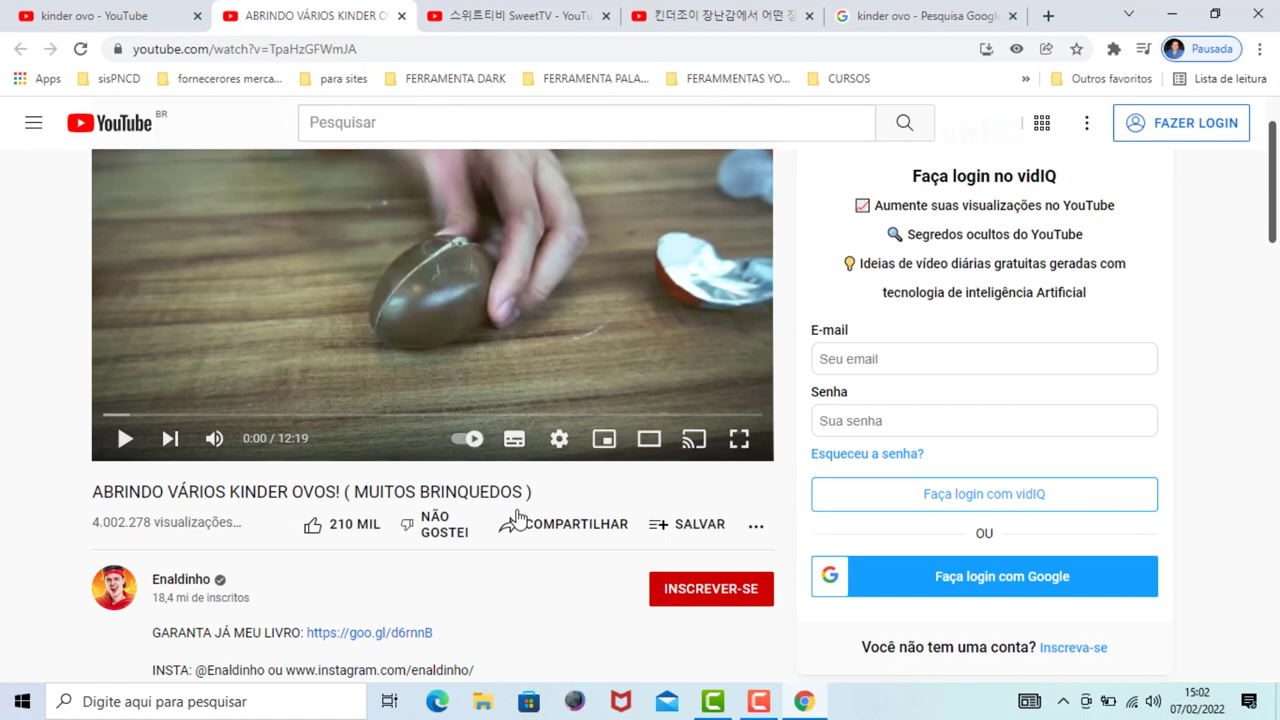 kinder ovo - YouTube
ABRINDO VÁRIOS KINDER O
스위트티비 SweetTV - YouTu
킨더조이 장난감에서 어떤 장
kinder ovo - Pesquisa Google
youtube.com/watch?v=TpaHzGFWmJA
Pausada
Apps
sisPNCD
fornecerores merca...
para sites
FERRAMENTA DARK
FERRAMENTA PALA...
FERAMMENTAS YO...
CURSOS
»
Outros favoritos
Lista de leitura
YouTube BR
Pesquisar
FAZER LOGIN
Faça login no vidIQ
Aumente suas visualizações no YouTube
Segredos ocultos do YouTube
Ideias de vídeo diárias gratuitas geradas com
tecnologia de inteligência Artificial
E-mail
Seu email
Senha
Sua senha
Esqueceu a senha?
Faça login com vidIQ
OU
Faça login com Google
Você não tem uma conta? Inscreva-se
0:00 / 12:19
ABRINDO VÁRIOS KINDER OVOS! ( MUITOS BRINQUEDOS )
4.002.278 visualizações...
210 MIL
NÃO
GOSTEI
COMPARTILHAR
SALVAR
Enaldinho
18,4 mi de inscritos
INSCREVER-SE
GARANTA JÁ MEU LIVRO: https://goo.gl/d6rnnB
INSTA: @Enaldinho ou www.instagram.com/enaldinho/
Digite aqui para pesquisar
15:02
07/02/2022